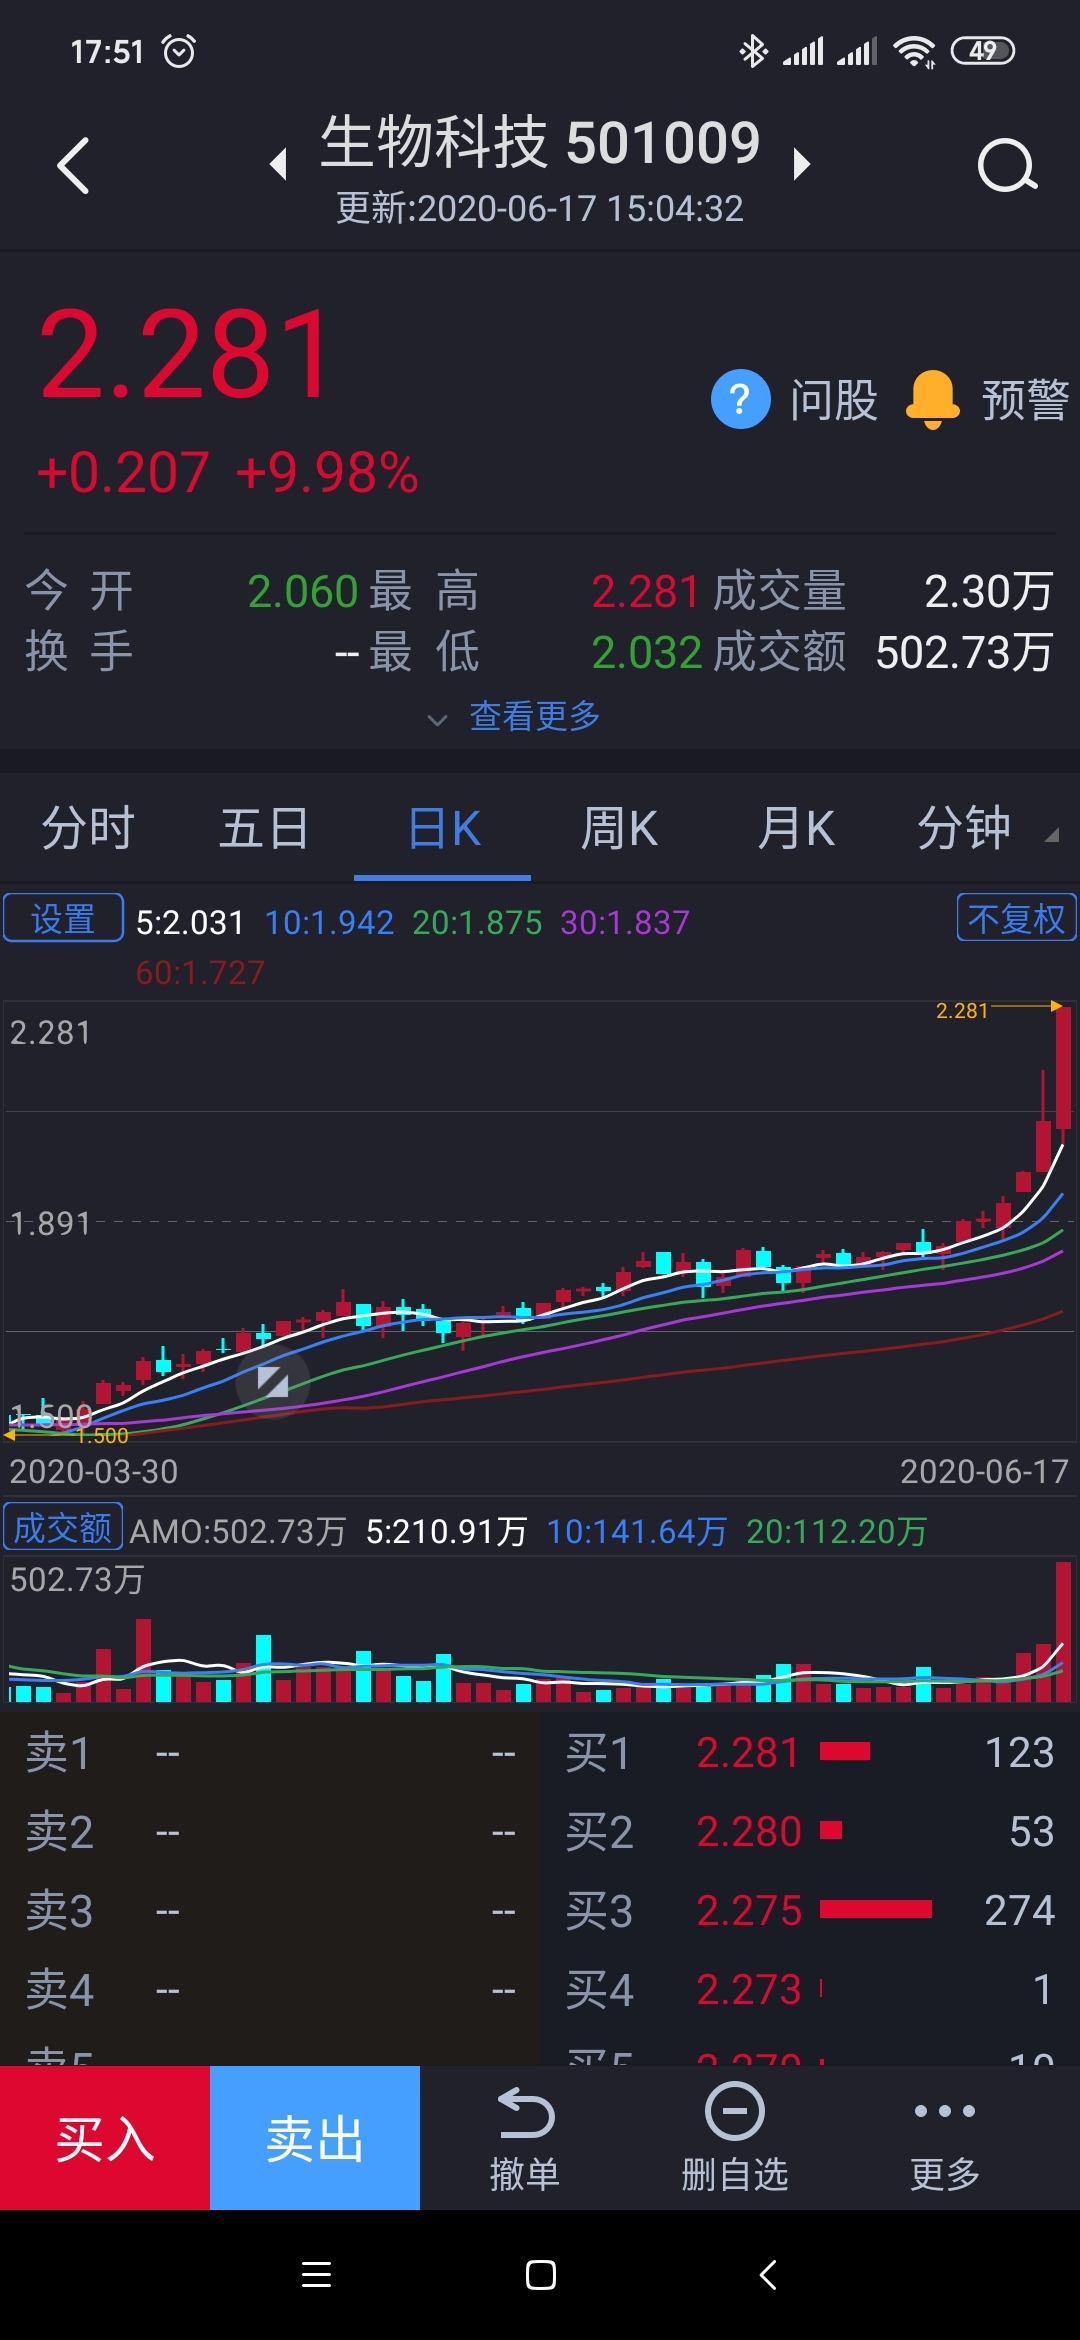 17:51 49
生物科技 501009
更新:2020-06-17 15:04:32
2.281
? 问股 预警
+0.207 +9.98%
今开 2.060 最高 2.281 成交量 2.30万
换手 -- 最低 2.032 成交额 502.73万
查看更多
分时 五日 日K 周K 月K 分钟
设置 5:2.031 10:1.942 20:1.875 30:1.837 不复权
60:1.727
2.281
2.281
1.891
1.500
1.500
2020-03-30 2020-06-17
成交额 AMO:502.73万 5:210.91万 10:141.64万 20:112.20万
502.73万
卖1 -- -- 买1 2.281 123
卖2 -- -- 买2 2.280 53
卖3 -- -- 买3 2.275 274
卖4 -- -- 买4 2.273 1
卖5 买5
买入 卖出 撤单 删自选 更多